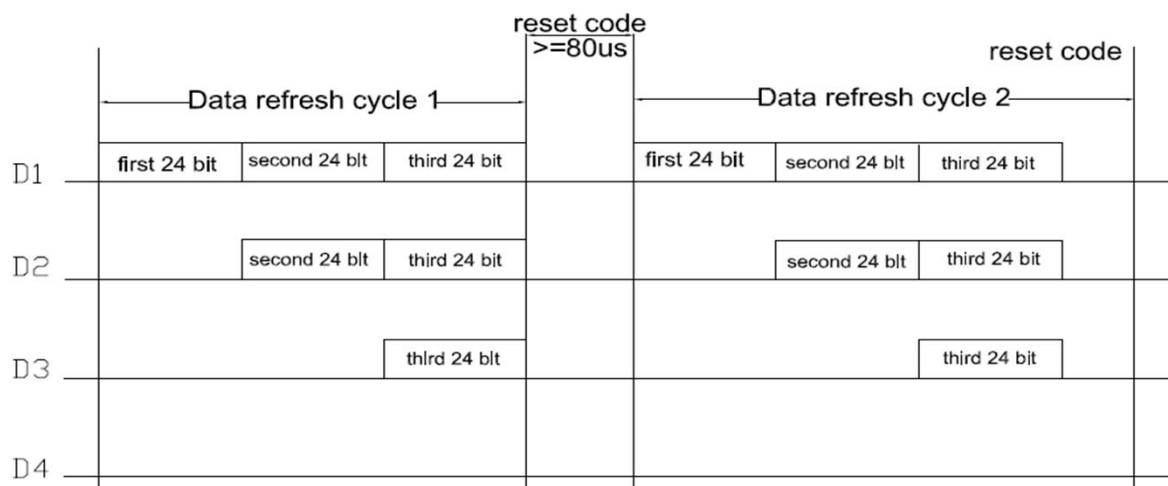 reset code
>=80us
reset code
Data refresh cycle 1
Data refresh cycle 2
D1
first 24 bit
second 24 blt
third 24 bit
first 24 bit
second 24 blt
third 24 bit
D2
second 24 blt
third 24 bit
second 24 blt
third 24 bit
D3
thlrd 24 blt
third 24 bit
D4